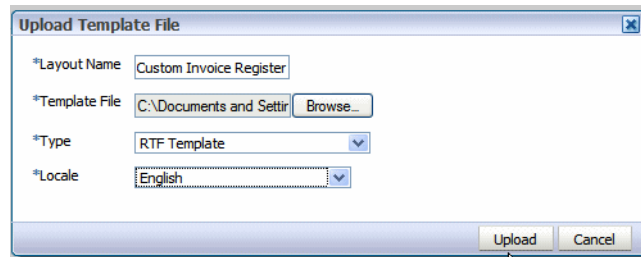 Upload Template File
*Layout Name Custom Invoice Register
*Template File C:\Documents and Settir Browse...
*Type RTF Template
*Locale English
Upload Cancel